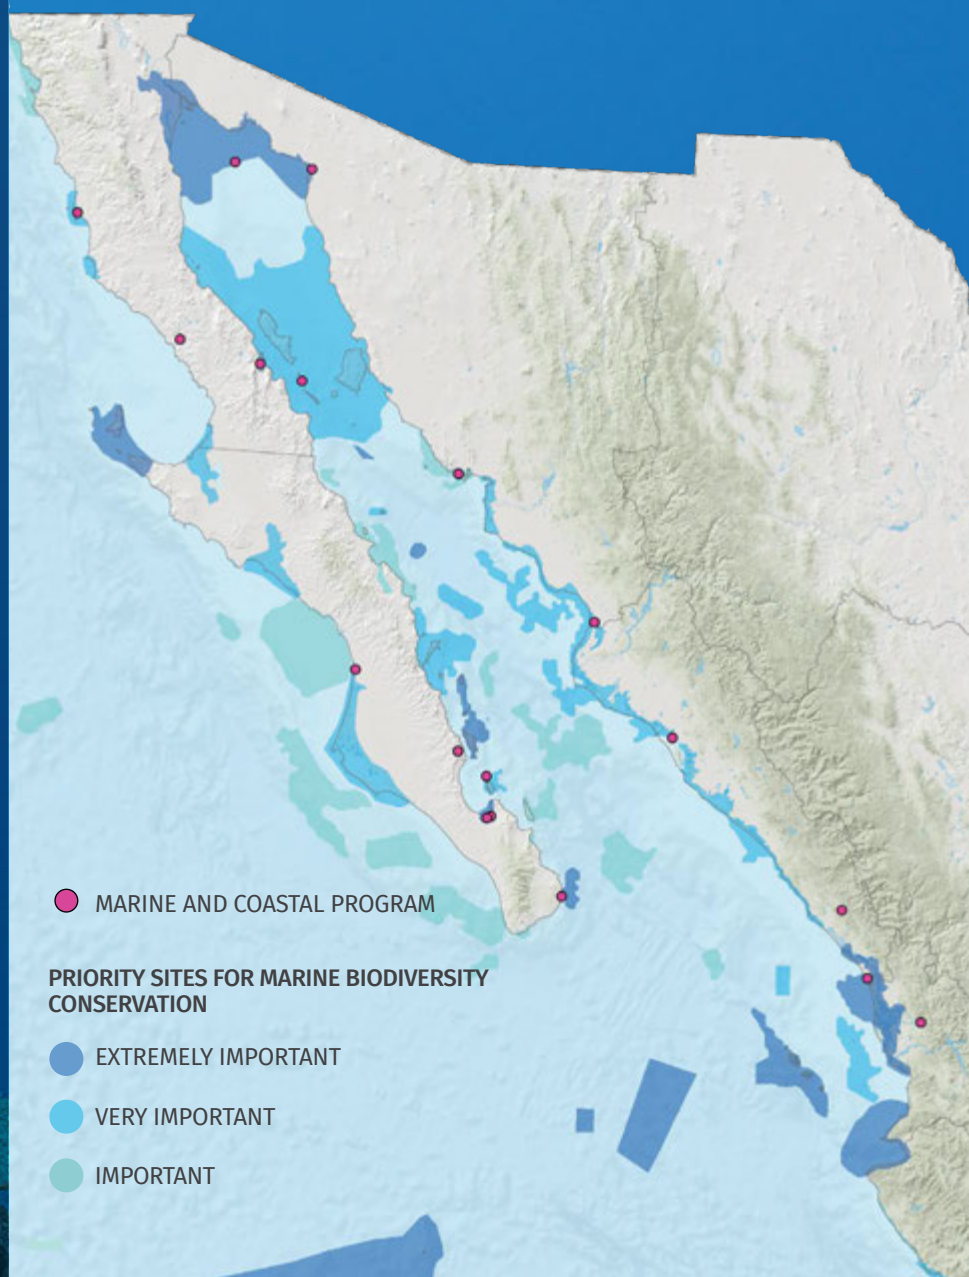 MARINE AND COASTAL PROGRAM
PRIORITY SITES FOR MARINE BIODIVERSITY
CONSERVATION
EXTREMELY IMPORTANT
VERY IMPORTANT
IMPORTANT